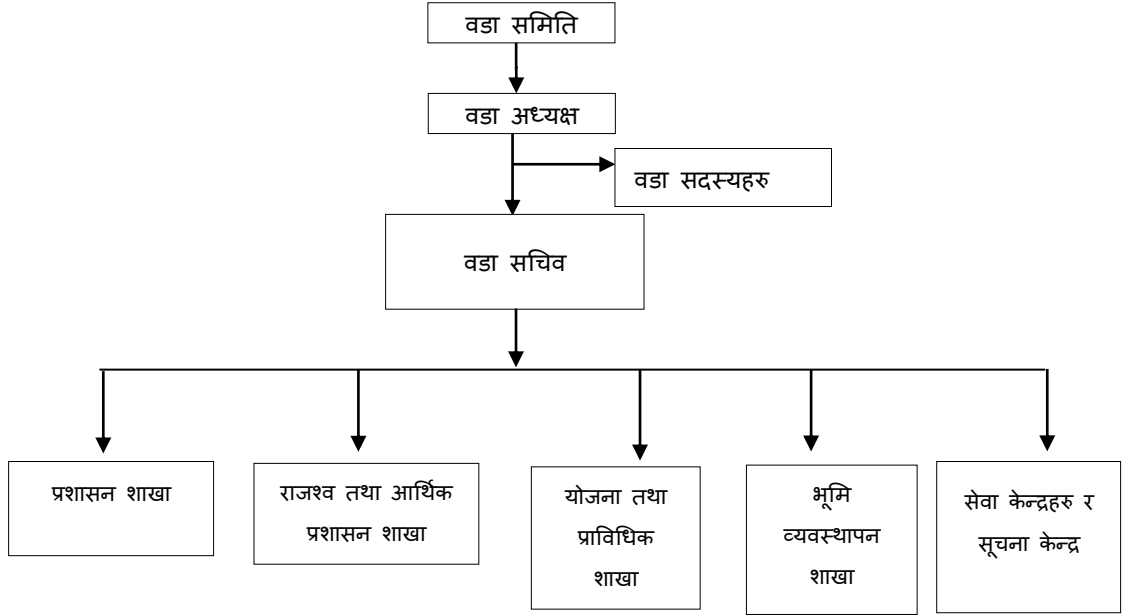 वडा समिति
वडा अध्यक्ष
वडा सदस्यहरु
वडा सचिव
प्रशासन शाखा
राजश्व तथा आर्थिक
प्रशासन शाखा
योजना तथा
प्राविधिक
शाखा
भूमि
व्यवस्थापन
शाखा
सेवा केन्द्रहरु र
सूचना केन्द्र